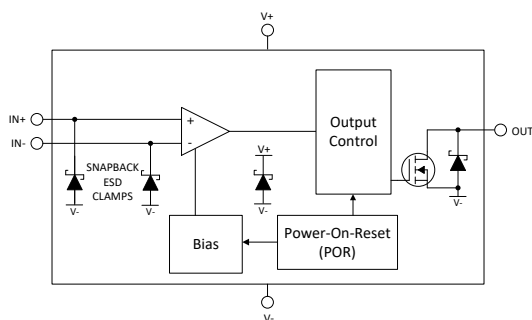 V+
IN+
IN-
+
-
SNAPBACK
ESD
CLAMPS
V-
V-
V+
V-
Output
Control
OUT
V-
Bias
Power-On-Reset
(POR)
V-